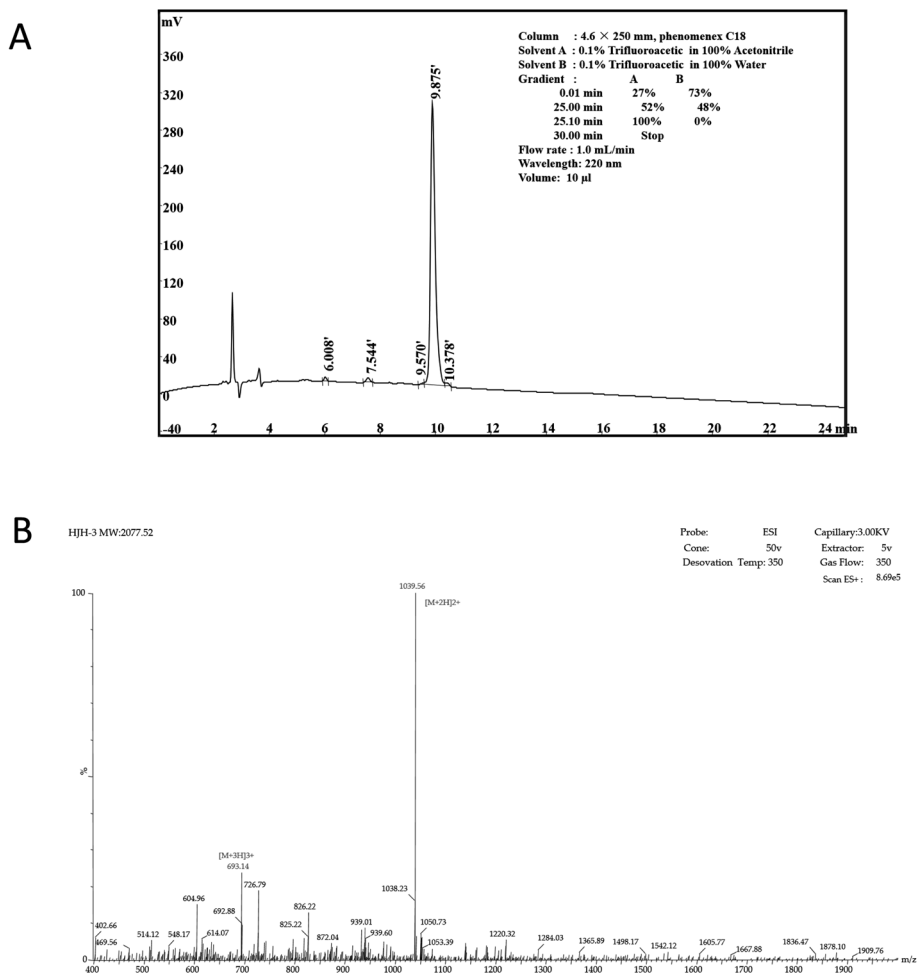 A
mV
360
320
280
240
200
160
120
80
40
0
-40
2
4
6
8
10
12
14
16
18
20
22
24 min
6.008'
7.544'
9.570'
9.875'
10.378'
Column : 4.6 × 250 mm, phenomenex C18
Solvent A : 0.1% Trifluoroacetic in 100% Acetonitrile
Solvent B : 0.1% Trifluoroacetic in 100% Water
Gradient : A B
0.01 min 27% 73%
25.00 min 52% 48%
25.10 min 100% 0%
30.00 min Stop
Flow rate : 1.0 mL/min
Wavelength: 220 nm
Volume: 10 µl
B
HJH-3 MW:2077.52
Probe: ESI Capillary:3.00KV
Cone: 50v Extractor: 5v
Desovation Temp: 350 Gas Flow: 350
Scan ES+ : 8.69e5
100
%
0
1039.56
[M+2H]2+
[M+3H]3+
693.14
726.79
1038.23
604.96
826.22
692.88
825.22
939.01
1050.73
402.66
514.12
548.17
614.07
872.04
939.60
1053.39
1220.32
1284.03
1365.89
1498.17
1542.12
1605.77
1667.88
1836.47
1878.10
1909.76
469.56
400 500 600 700 800 900 1000 1100 1200 1300 1400 1500 1600 1700 1800 1900 m/z